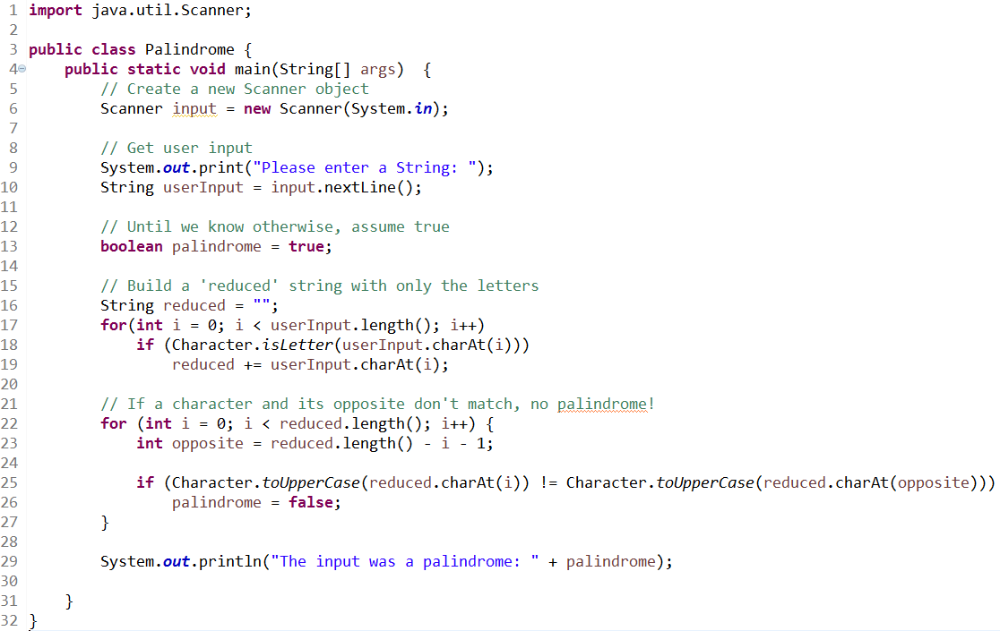 1 import java.util.Scanner;
2
3 public class Palindrome {
4     public static void main(String[] args)  {
5         // Create a new Scanner object
6         Scanner input = new Scanner(System.in);
7
8         // Get user input
9         System.out.print("Please enter a String: ");
10         String userInput = input.nextLine();
11
12         // Until we know otherwise, assume true
13         boolean palindrome = true;
14
15         // Build a 'reduced' string with only the letters
16         String reduced = "";
17         for(int i = 0; i < userInput.length(); i++)
18             if (Character.isLetter(userInput.charAt(i)))
19                 reduced += userInput.charAt(i);
20
21         // If a character and its opposite don't match, no palindrome!
22         for (int i = 0; i < reduced.length(); i++) {
23             int opposite = reduced.length() - i - 1;
24
25             if (Character.toUpperCase(reduced.charAt(i)) != Character.toUpperCase(reduced.charAt(opposite)))
26                 palindrome = false;
27         }
28
29         System.out.println("The input was a palindrome: " + palindrome);
30
31     }
32 }